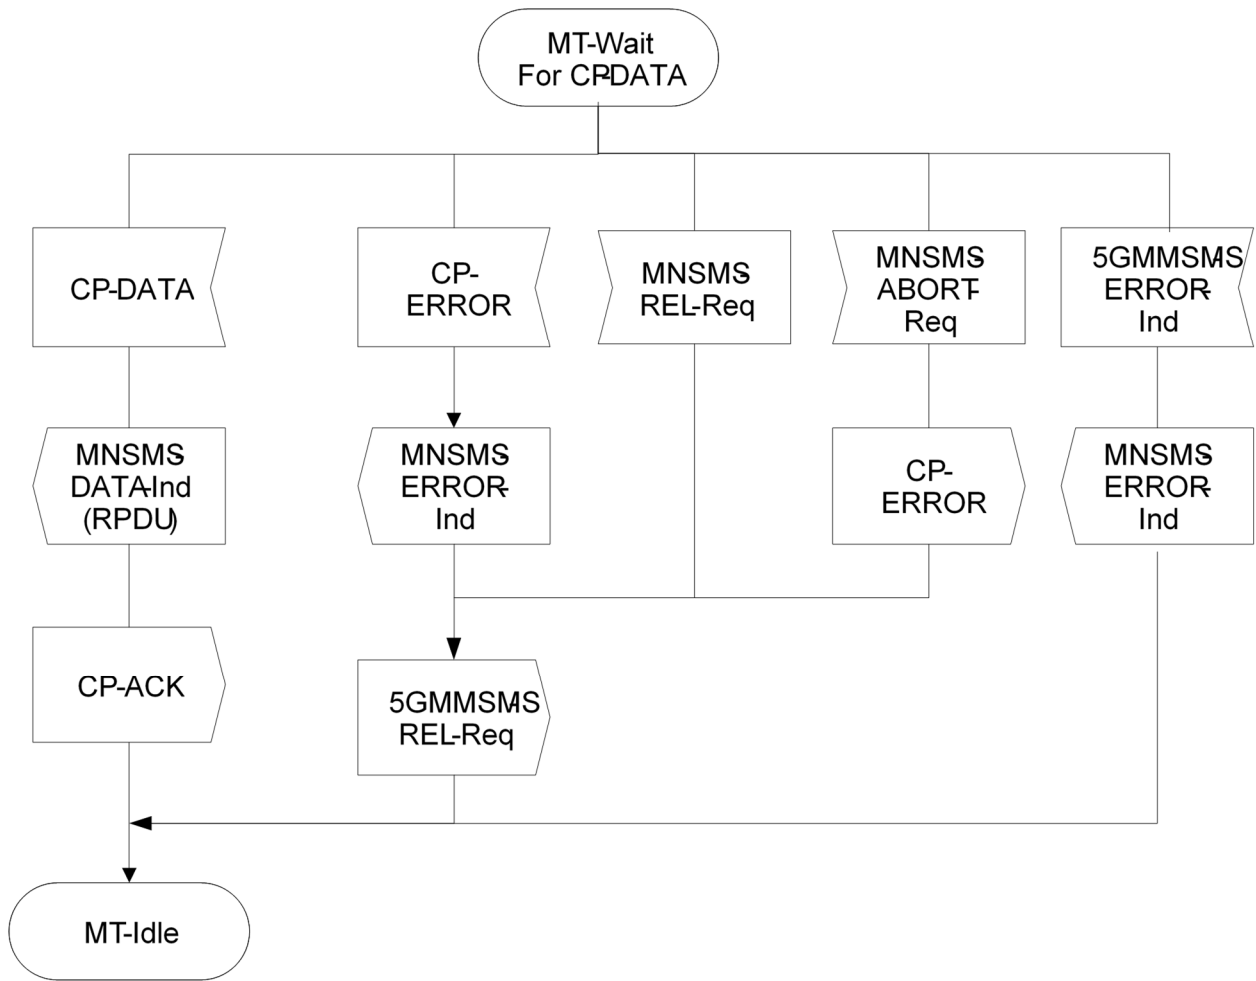 MT-Wait
For CP-DATA
CP-DATA
CP-
ERROR
MNSMS-
REL-Req
MNSMS-
ABORT-
Req
5GMMSMS-
ERROR-
Ind
MNSMS-
DATA-Ind
(RPDU)
MNSMS-
ERROR-
Ind
CP-
ERROR
MNSMS-
ERROR-
Ind
CP-ACK
5GMMSMS-
REL-Req
MT-Idle